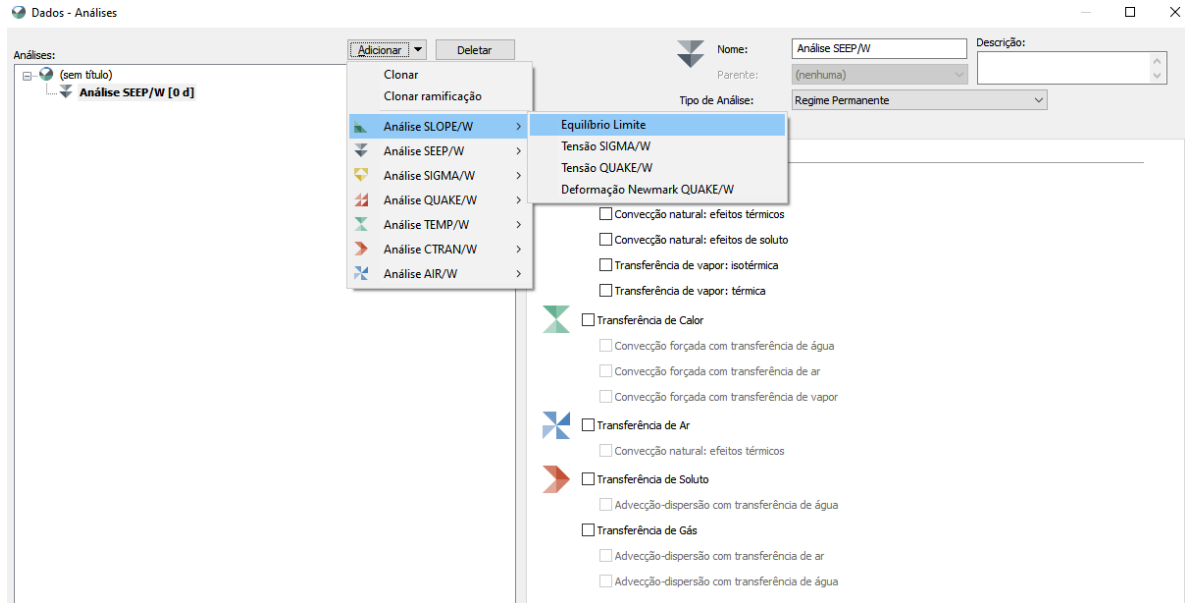 Dados - Análises
Análises:
Adicionar
Deletar
(sem título)
Análise SEEP/W [0 d]
Clonar
Clonar ramificação
Análise SLOPE/W
Análise SEEP/W
Análise SIGMA/W
Análise QUAKE/W
Análise TEMP/W
Análise CTRAN/W
Análise AIR/W
Equilíbrio Limite
Tensão SIGMA/W
Tensão QUAKE/W
Deformação Newmark QUAKE/W
Nome:
Análise SEEP/W
Descrição:
Parente:
(nenhuma)
Tipo de Análise:
Regime Permanente
Convecção natural: efeitos térmicos
Convecção natural: efeitos de soluto
Transferência de vapor: isotérmica
Transferência de vapor: térmica
Transferência de Calor
Convecção forçada com transferência de água
Convecção forçada com transferência de ar
Convecção forçada com transferência de vapor
Transferência de Ar
Convecção natural: efeitos térmicos
Transferência de Soluto
Advecção-dispersão com transferência de água
Transferência de Gás
Advecção-dispersão com transferência de ar
Advecção-dispersão com transferência de água